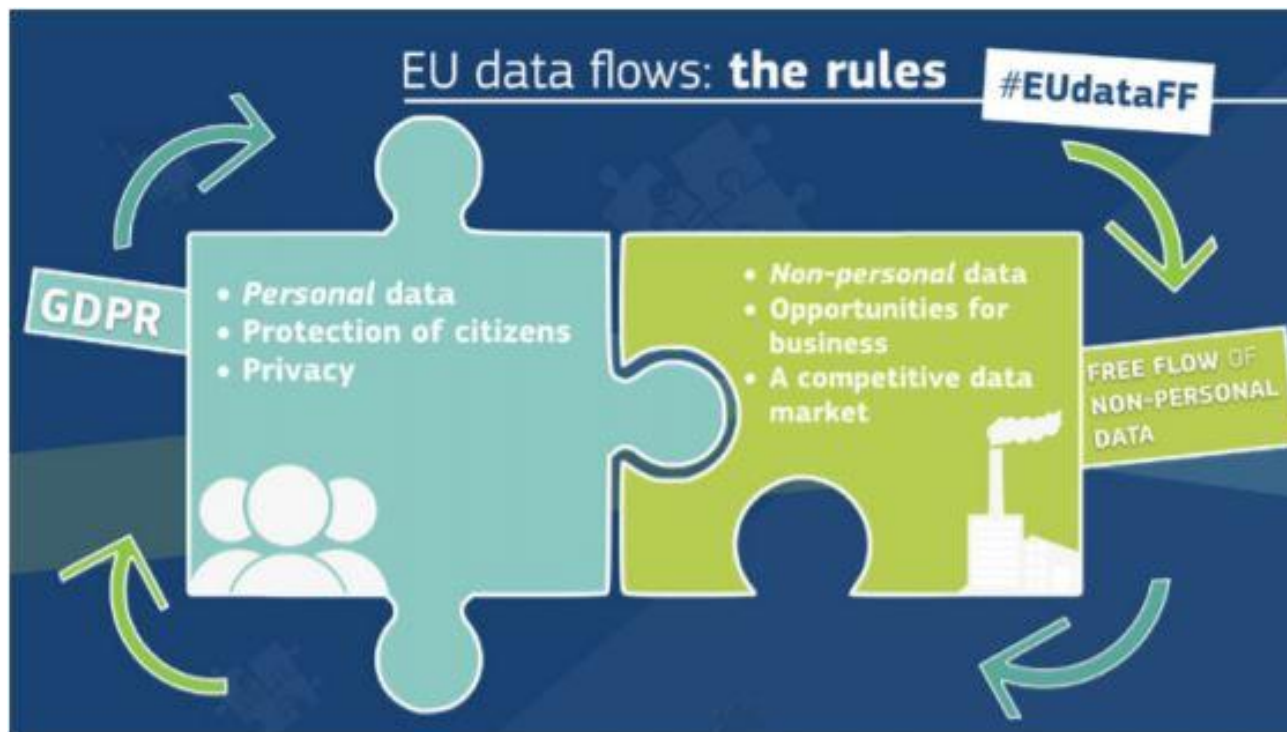 EU data flows: the rules
#EUdataFF
GDPR
• Personal data
• Protection of citizens
• Privacy
• Non-personal data
• Opportunities for
business
• A competitive data
market
FREE FLOW OF
NON-PERSONAL
DATA